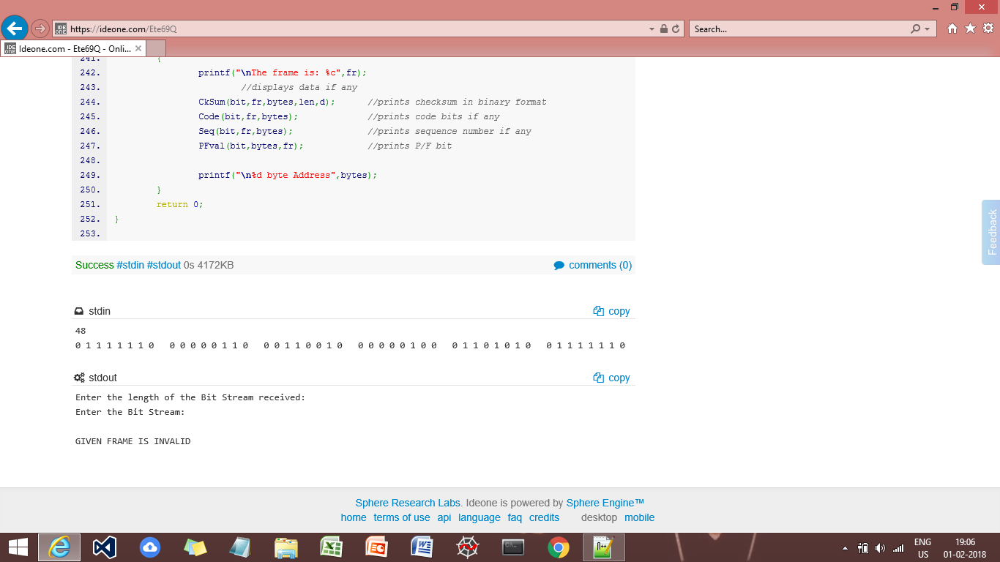 https://ideone.com/Ete69Q
Search...
Ideone.com - Ete69Q - Onli...
241. {
242. printf("\nThe frame is: %c",fr);
243. //displays data if any
244. CkSum(bit,fr,bytes,len,d); //prints checksum in binary format
245. Code(bit,fr,bytes); //prints code bits if any
246. Seq(bit,fr,bytes); //prints sequence number if any
247. PFval(bit,bytes,fr); //prints P/F bit
248.
249. printf("\n%d byte Address",bytes);
250. }
251. return 0;
252. }
253.
Feedback
Success #stdin #stdout 0s 4172KB
comments (0)
stdin
copy
48
0 1 1 1 1 1 1 0 0 0 0 0 0 1 1 0 0 0 1 1 0 0 1 0 0 0 0 0 0 1 0 0 0 1 1 0 1 0 1 0 0 1 1 1 1 1 1 0
stdout
copy
Enter the length of the Bit Stream received:
Enter the Bit Stream:
GIVEN FRAME IS INVALID
Sphere Research Labs. Ideone is powered by Sphere Engine™
home terms of use api language faq credits desktop mobile
ENG
US
19:06
01-02-2018